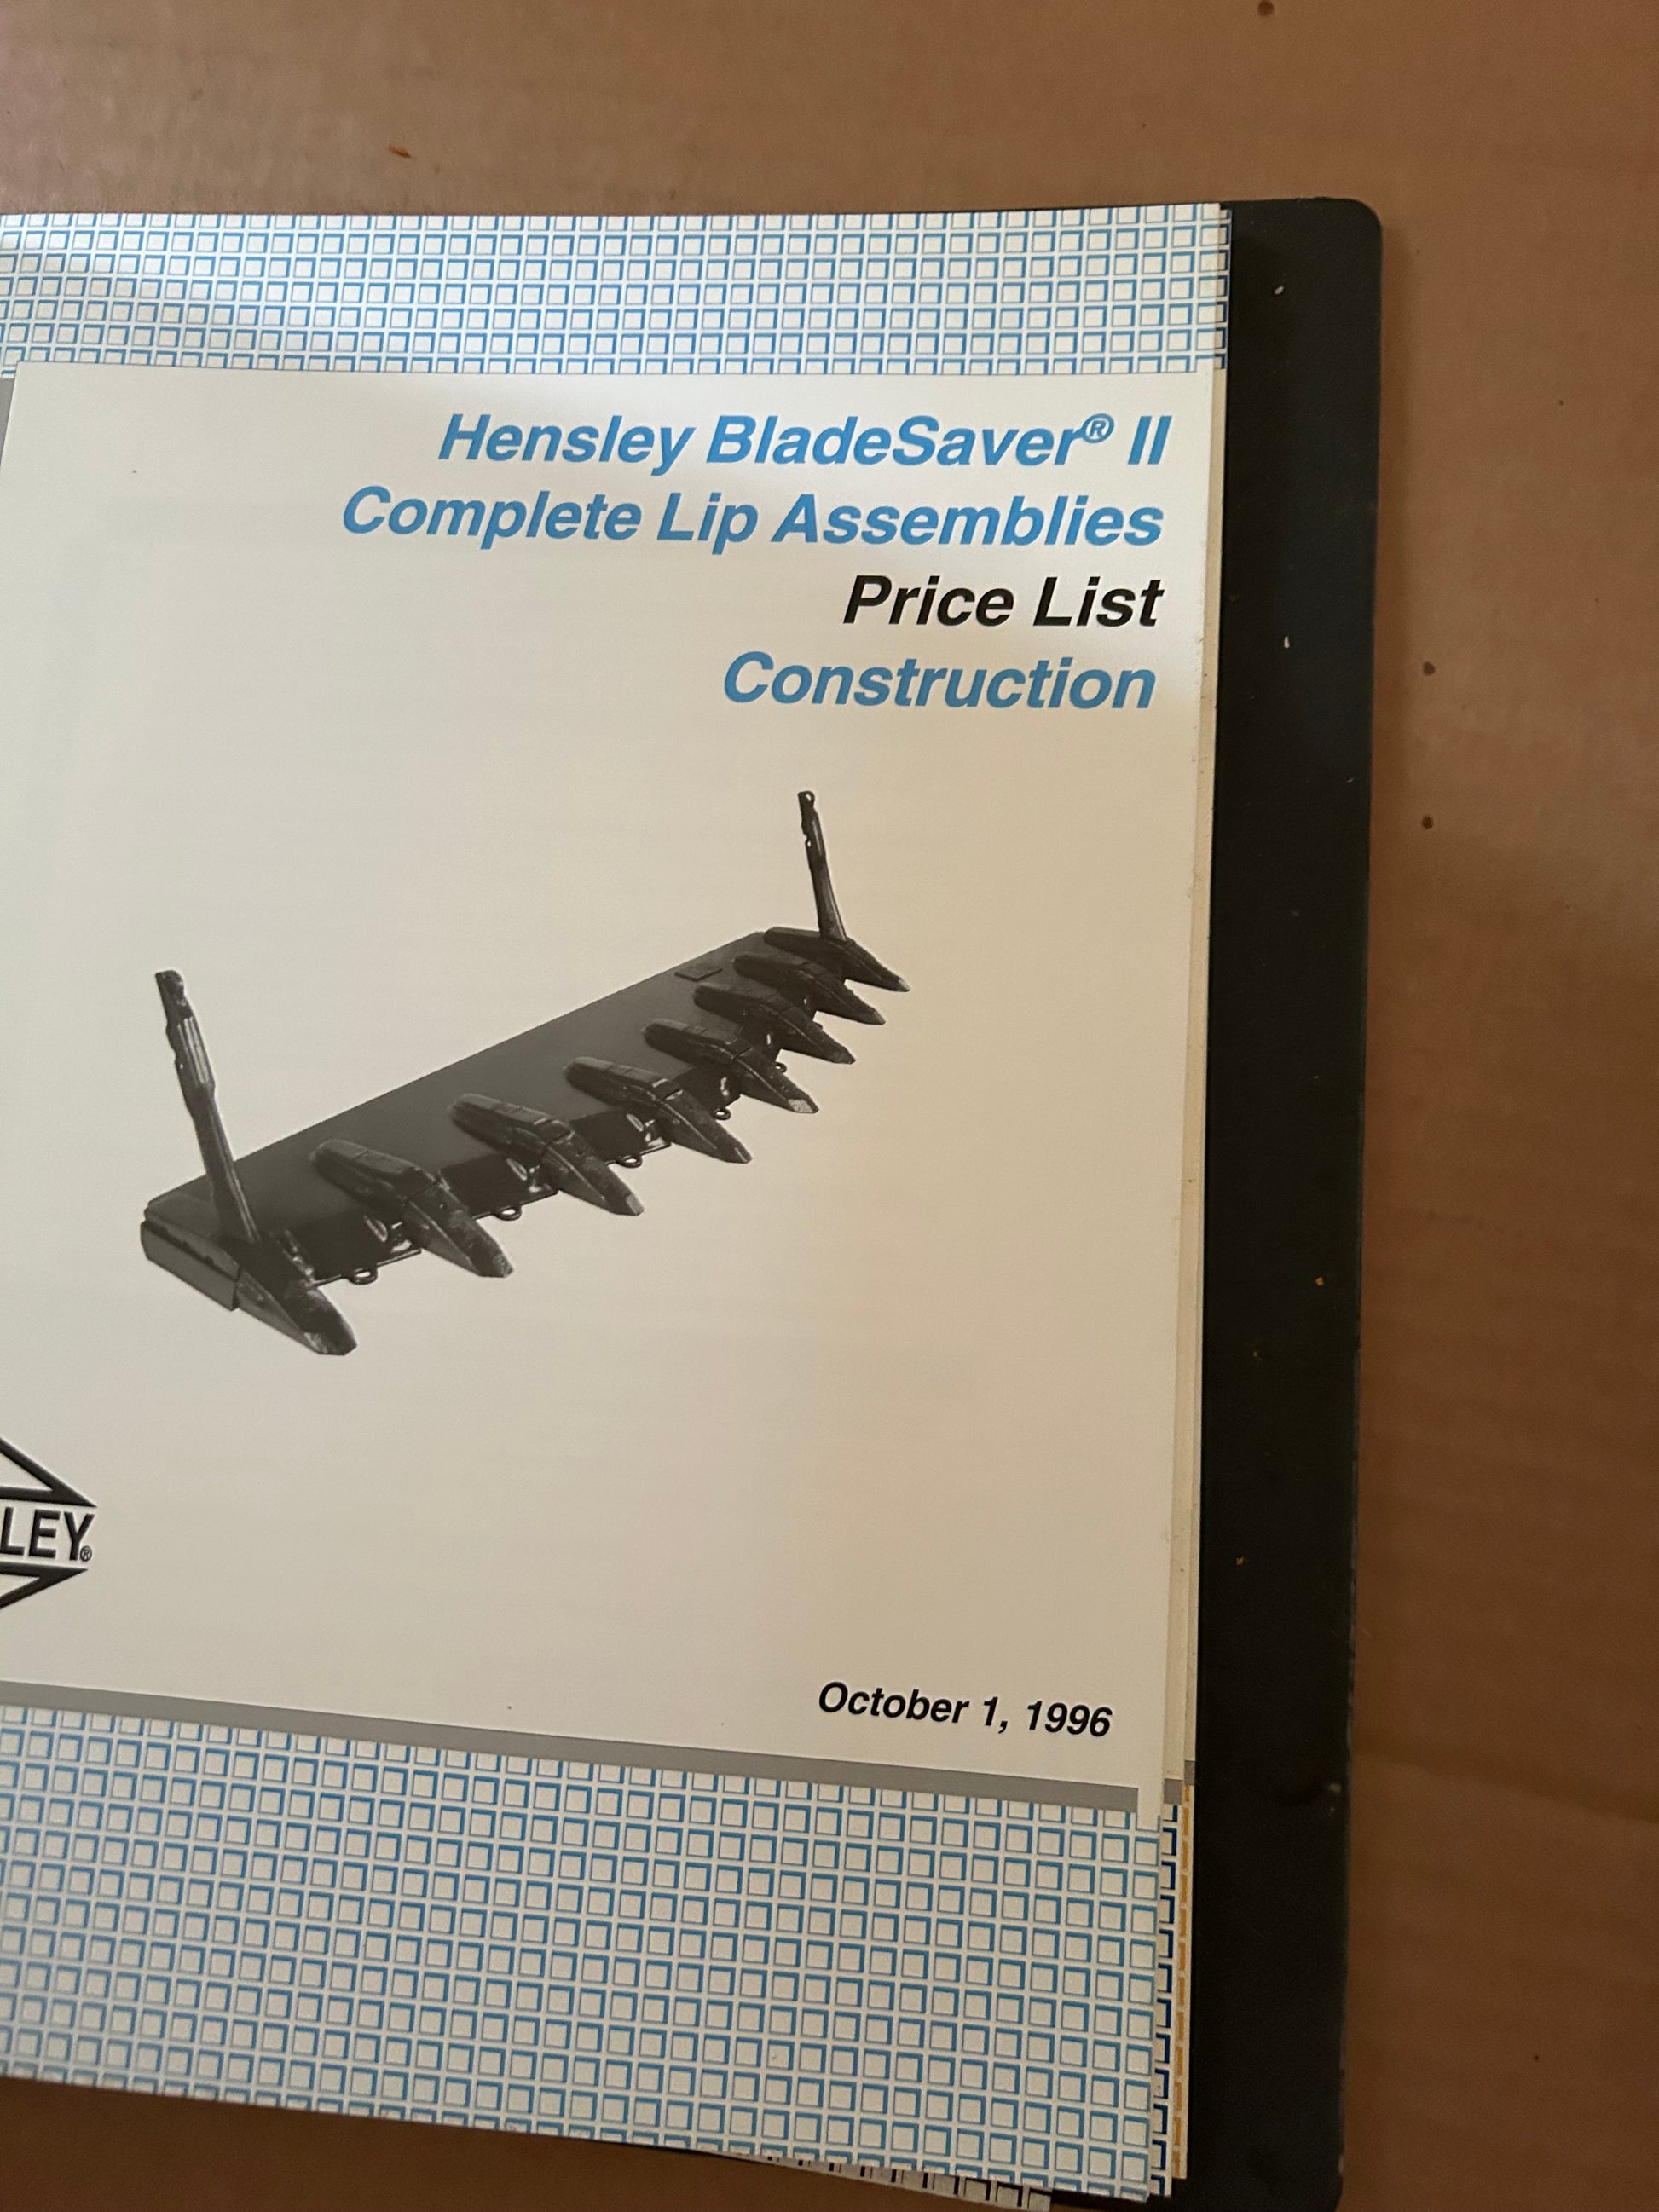 Hensley BladeSaver® II
Complete Lip Assemblies
Price List
Construction
LEY®
October 1, 1996